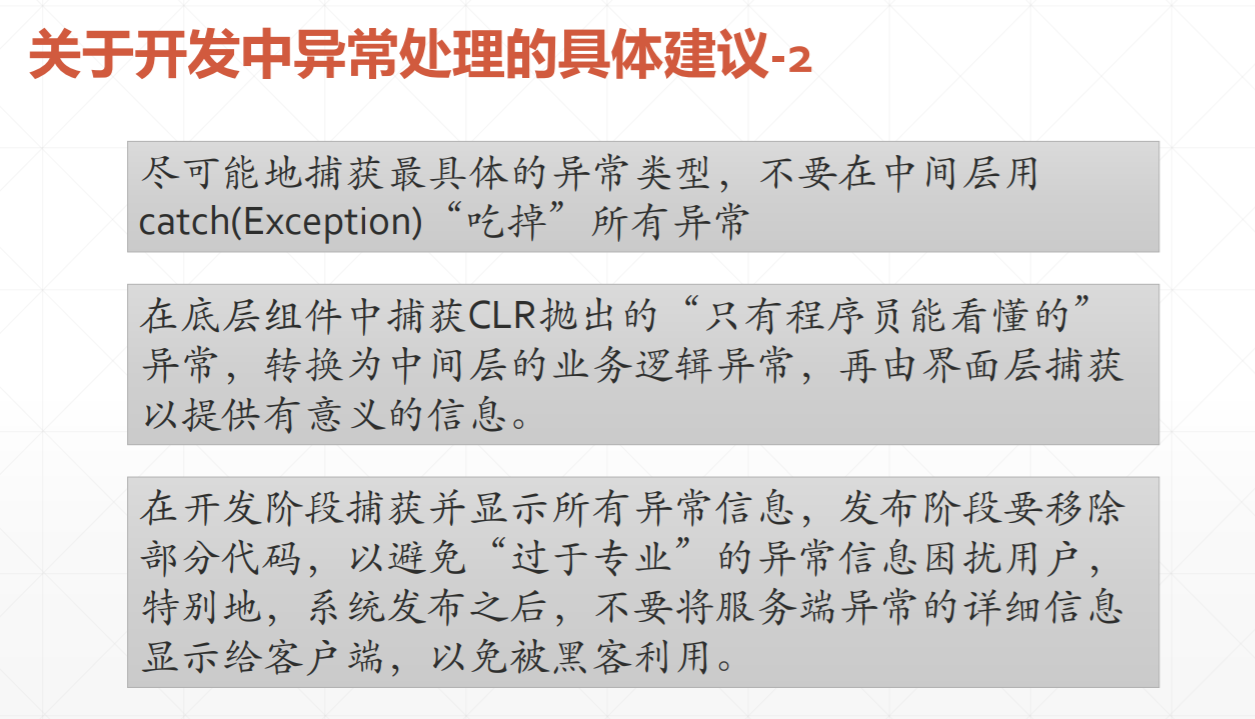 关于开发中异常处理的具体建议-2
尽可能地捕获最具体的异常类型，不要在中间层用
catch(Exception)“吃掉”所有异常
在底层组件中捕获CLR抛出的“只有程序员能看懂的”
异常，转换为中间层的业务逻辑异常，再由界面层捕获
以提供有意义的信息。
在开发阶段捕获并显示所有异常信息，发布阶段要移除
部分代码，以避免“过于专业”的异常信息困扰用户，
特别地，系统发布之后，不要将服务端异常的详细信息
显示给客户端，以免被黑客利用。